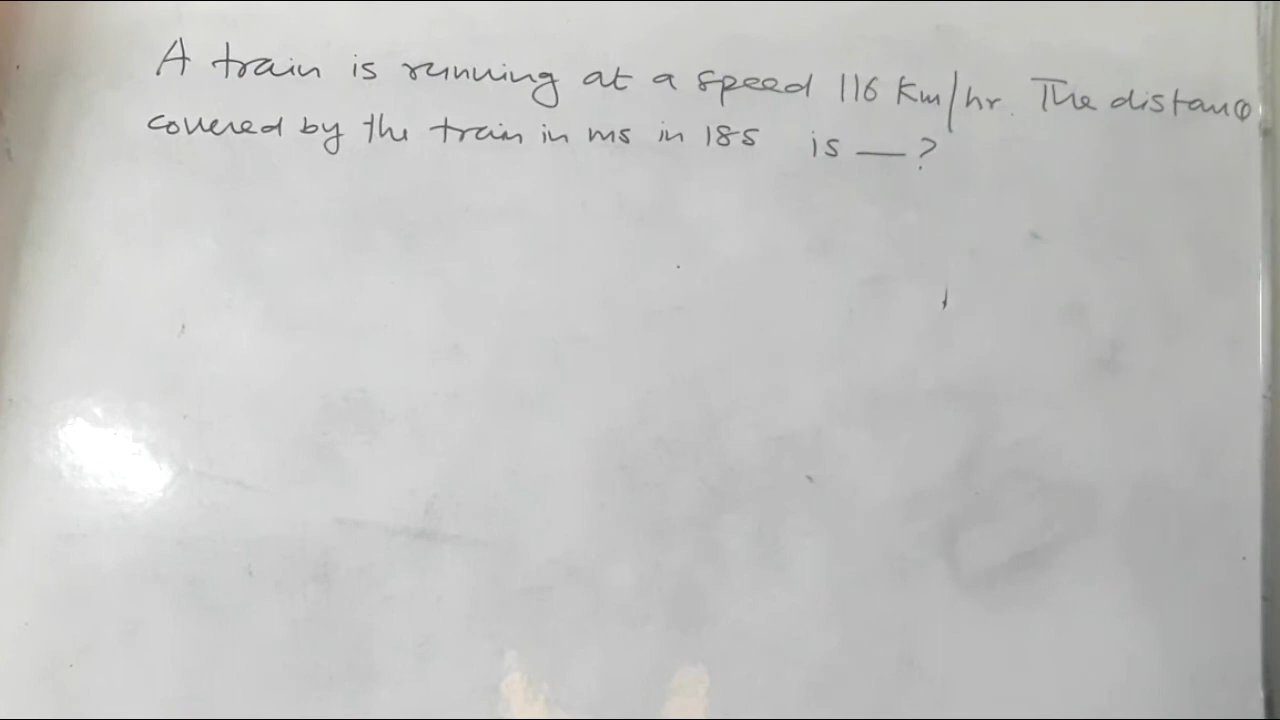 A train is running at a speed 116 Km/hr. The distance
covered by the train in ms in 18s is — ?